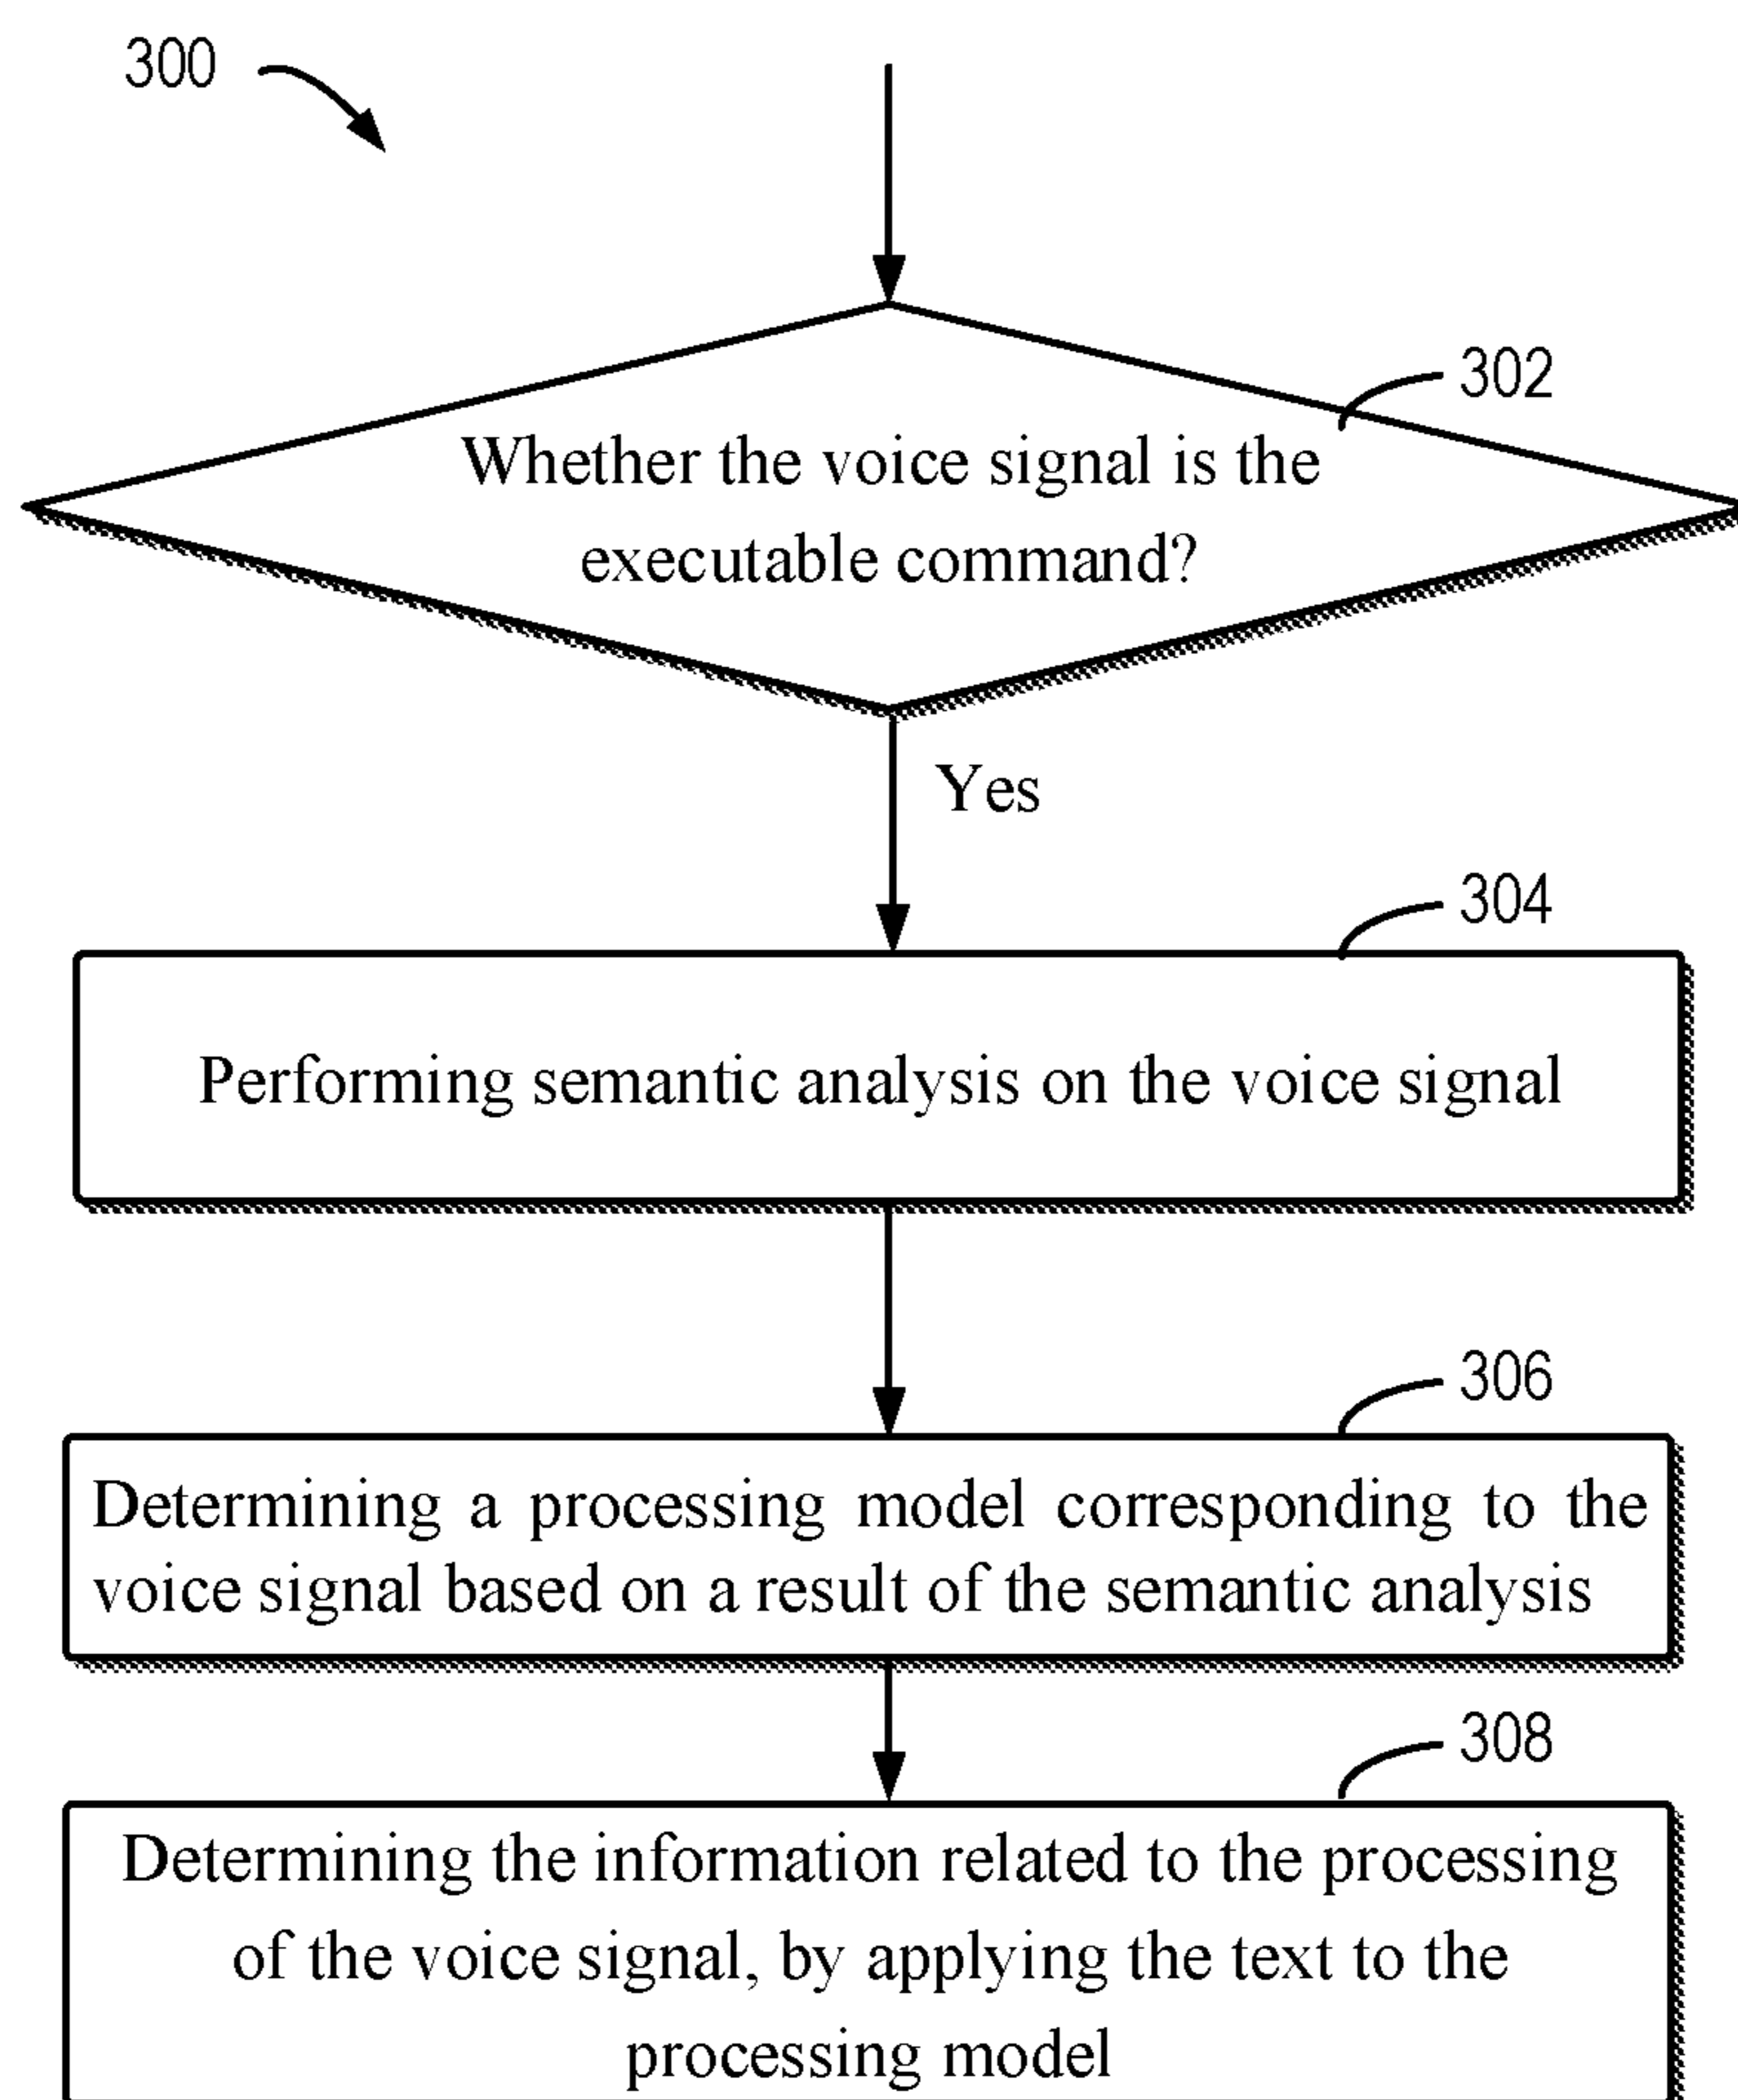 300
302
Whether the voice signal is the
executable command?
Yes
304
Performing semantic analysis on the voice signal
306
Determining a processing model corresponding to the
voice signal based on a result of the semantic analysis
308
Determining the information related to the processing
of the voice signal, by applying the text to the
processing model